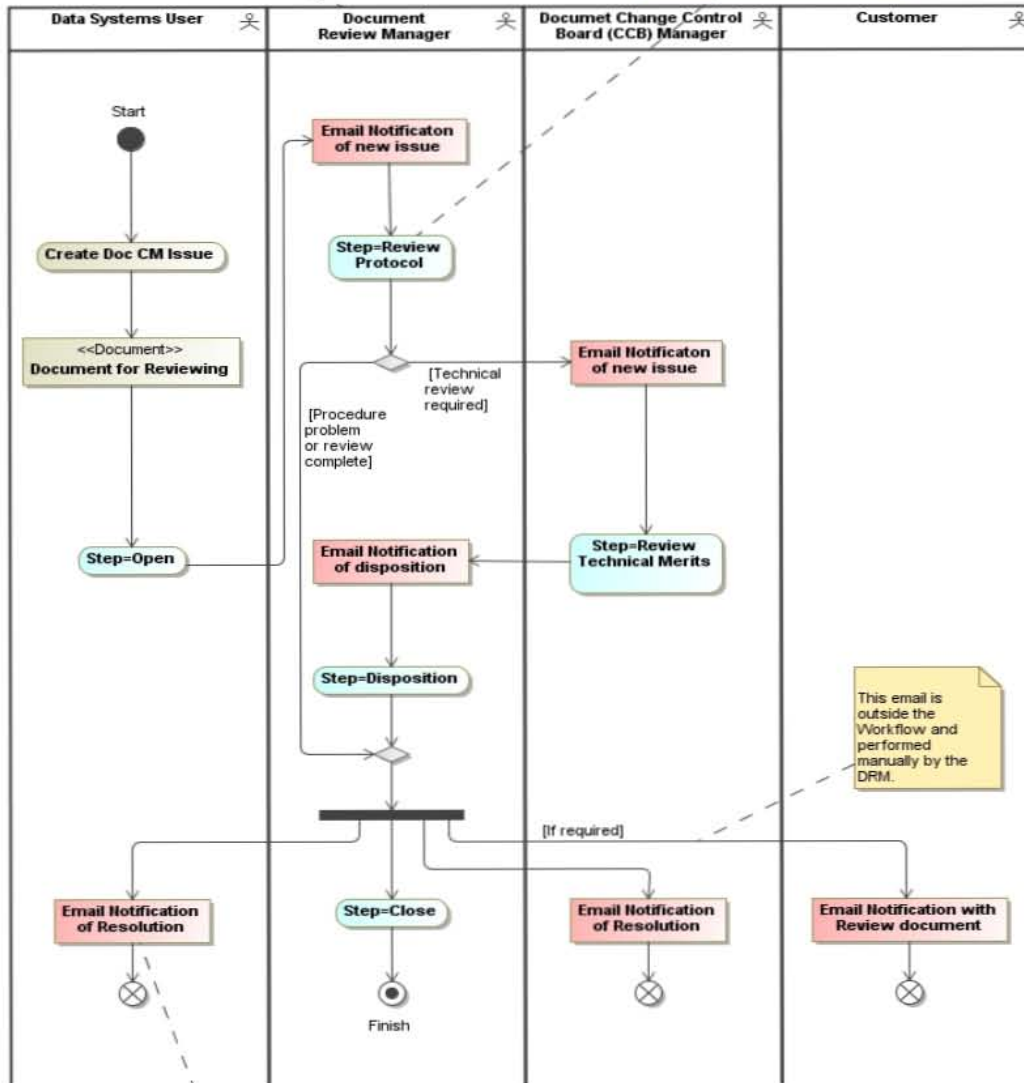 Data Systems User
Document
Review Manager
Documet Change Control
Board (CCB) Manager
Customer
Start
Email Notificaton
of new issue
Create Doc CM Issue
Step=Review
Protocol
<<Document>>
Document for Reviewing
Email Notificaton
of new issue
[Technical
review
required]
[Procedure
problem
or review
complete]
Step=Open
Email Notification
of disposition
Step=Review
Technical Merits
Step=Disposition
This email is
outside the
Workflow and
performed
manually by the
DRM.
[If required]
Email Notification
of Resolution
Step=Close
Email Notification
of Resolution
Email Notification with
Review document
Finish